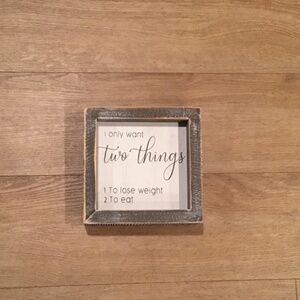 i only want
two things
1 To lose weight
2 To eat